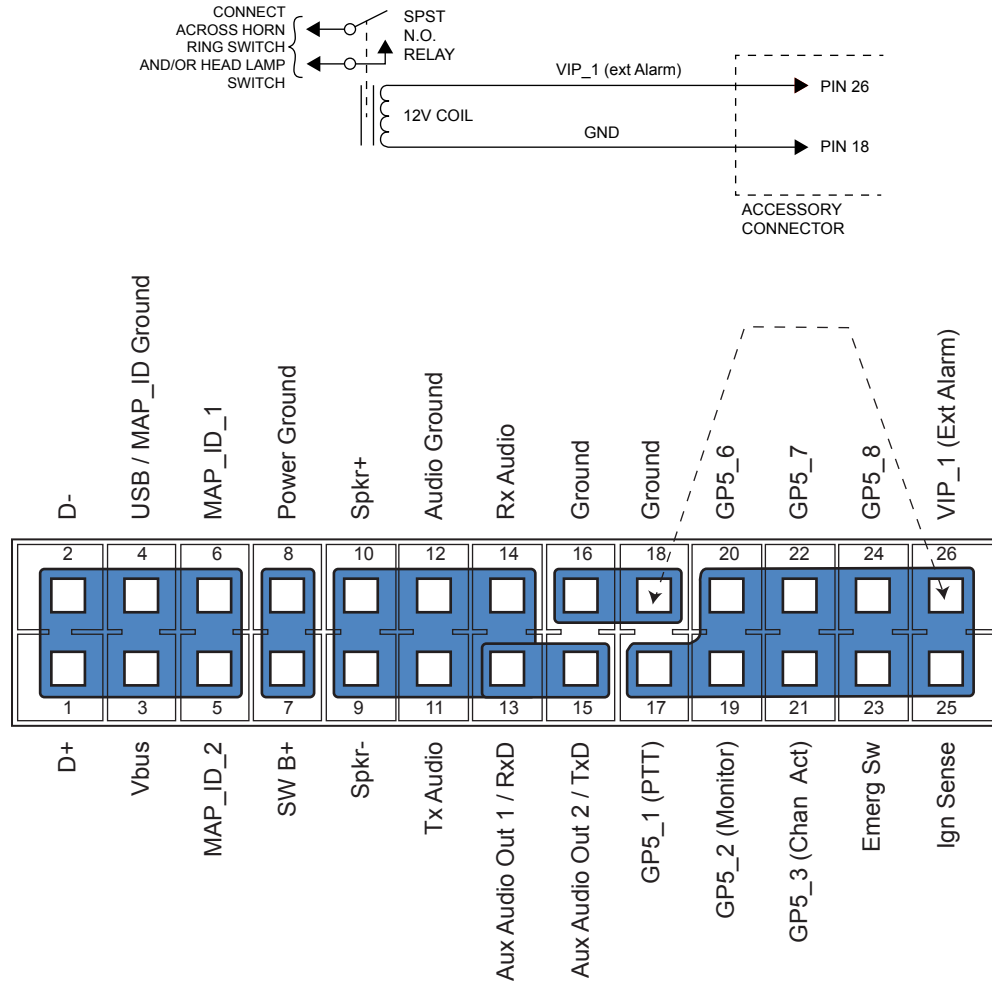 CONNECT
ACROSS HORN
RING SWITCH
AND/OR HEAD LAMP
SWITCH
SPST
N.O.
RELAY
12V COIL
VIP_1 (ext Alarm)
GND
PIN 26
PIN 18
ACCESSORY
CONNECTOR
D-
USB / MAP_ID Ground
MAP_ID_1
Power Ground
Spkr+
Audio Ground
Rx Audio
Ground
Ground
GP5_6
GP5_7
GP5_8
VIP_1 (Ext Alarm)
2 4 6 8 10 12 14 16 18 20 22 24 26
1 3 5 7 9 11 13 15 17 19 21 23 25
D+
Vbus
MAP_ID_2
SW B+
Spkr-
Tx Audio
Aux Audio Out 1 / RxD
Aux Audio Out 2 / TxD
GP5_1 (PTT)
GP5_2 (Monitor)
GP5_3 (Chan Act)
Emerg Sw
Ign Sense